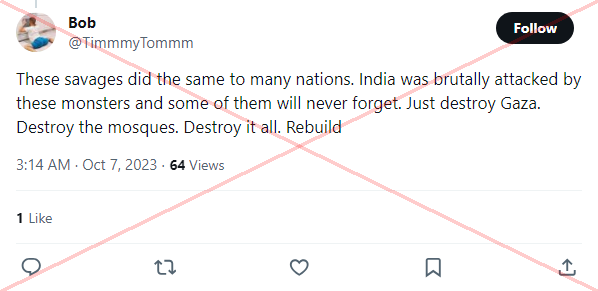 Bob
Follow
@TimmmyTommm
These savages did the same to many nations. India was brutally attacked by
these monsters and some of them will never forget. Just destroy Gaza.
Destroy the mosques. Destroy it all. Rebuild
3:14 AM · Oct 7, 2023 · 64 Views
1 Like